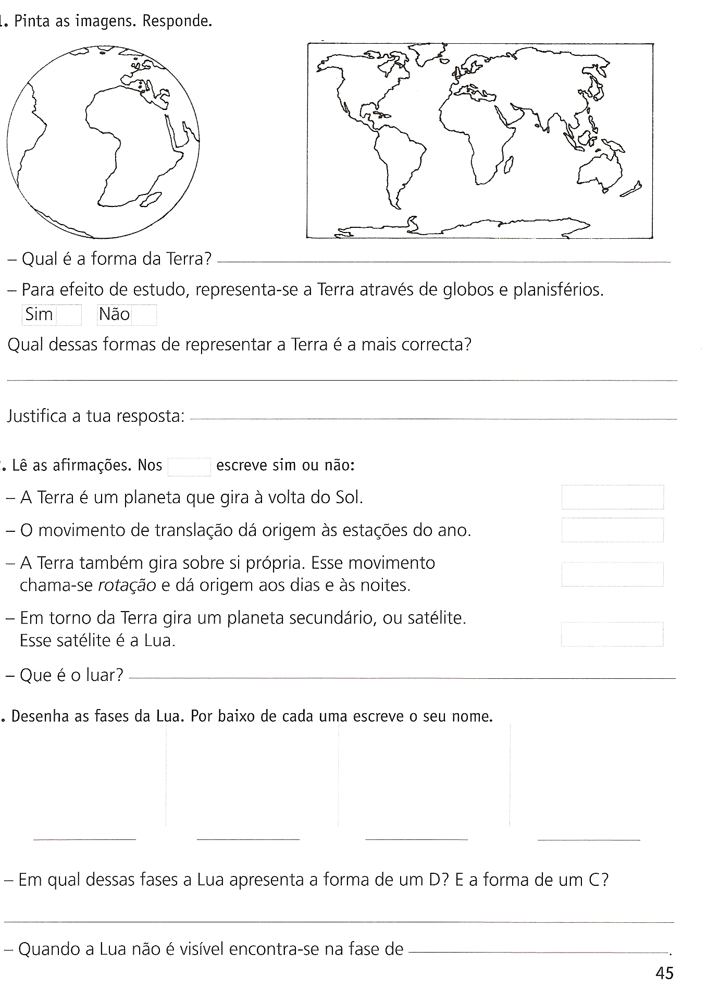 1. Pinta as imagens. Responde.
– Qual é a forma da Terra?
– Para efeito de estudo, representa-se a Terra através de globos e planisférios.
Sim Não
Qual dessas formas de representar a Terra é a mais correcta?
Justifica a tua resposta:
. Lê as afirmações. Nos escreve sim ou não:
– A Terra é um planeta que gira à volta do Sol.
– O movimento de translação dá origem às estações do ano.
– A Terra também gira sobre si própria. Esse movimento
chama-se rotação e dá origem aos dias e às noites.
– Em torno da Terra gira um planeta secundário, ou satélite.
Esse satélite é a Lua.
– Que é o luar?
. Desenha as fases da Lua. Por baixo de cada uma escreve o seu nome.
– Em qual dessas fases a Lua apresenta a forma de um D? E a forma de um C?
– Quando a Lua não é visível encontra-se na fase de .
45